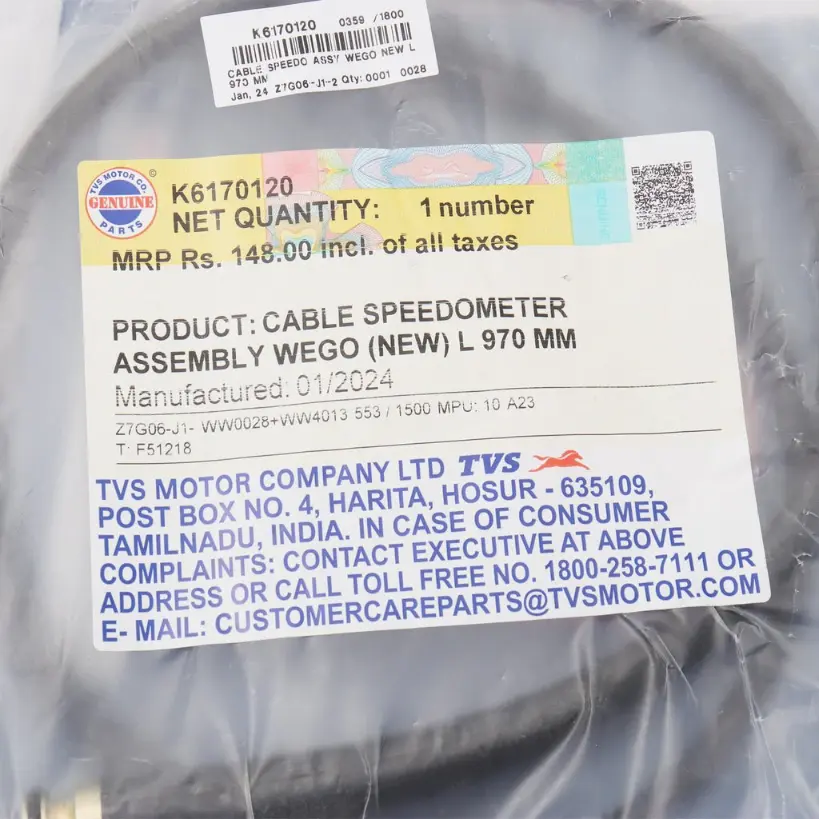 K6170120 0359 /1800
CABLE SPEEDO ASSY WEGO NEW L
970 MM
Jan, 24 Z7G06-J1-2 Qty: 0001 0028
TVS MOTOR CO.
GENUINE
PARTS
©
K6170120
NET QUANTITY: 1 number
MRP Rs. 148.00 incl. of all taxes
PRODUCT: CABLE SPEEDOMETER
ASSEMBLY WEGO (NEW) L 970 MM
Manufactured: 01/2024
Z7G06-J1- WW0028+WW4013 553 / 1500 MPU: 10 A23
T: F51218
TVS MOTOR COMPANY LTD TVS
POST BOX NO. 4, HARITA, HOSUR - 635109,
TAMILNADU, INDIA. IN CASE OF CONSUMER
COMPLAINTS: CONTACT EXECUTIVE AT ABOVE
ADDRESS OR CALL TOLL FREE NO. 1800-258-7111 OR
E- MAIL: CUSTOMERCAREPARTS@TVSMOTOR.COM